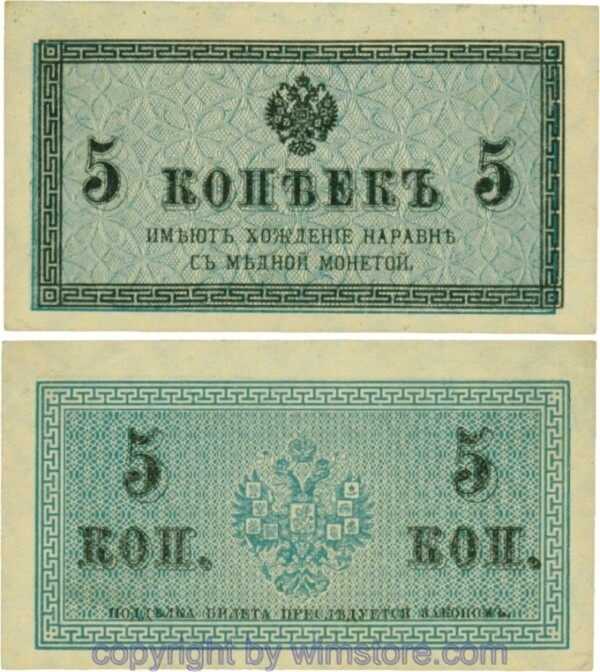 5 КОПѢЕКЪ 5
ИМѢЮТЪ ХОЖДЕНІЕ НАРАВНѢ
СЪ МѢДНОЙ МОНЕТОЙ.
5 5
КОП. КОП.
ПОДДѢЛКА БИЛЕТА ПРЕСЛѢДУЕТСЯ ЗАКОНОМЪ.
copyright by wimstore.com